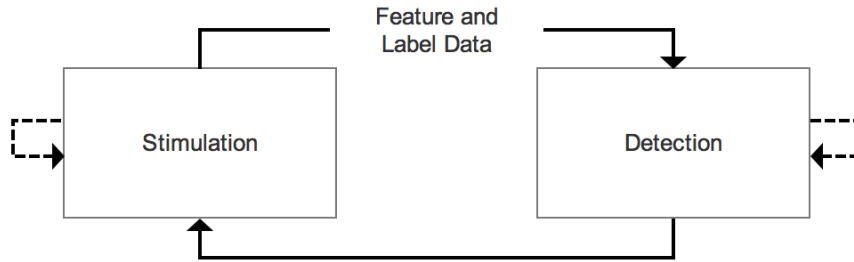 Feature and
Label Data
Stimulation
Detection